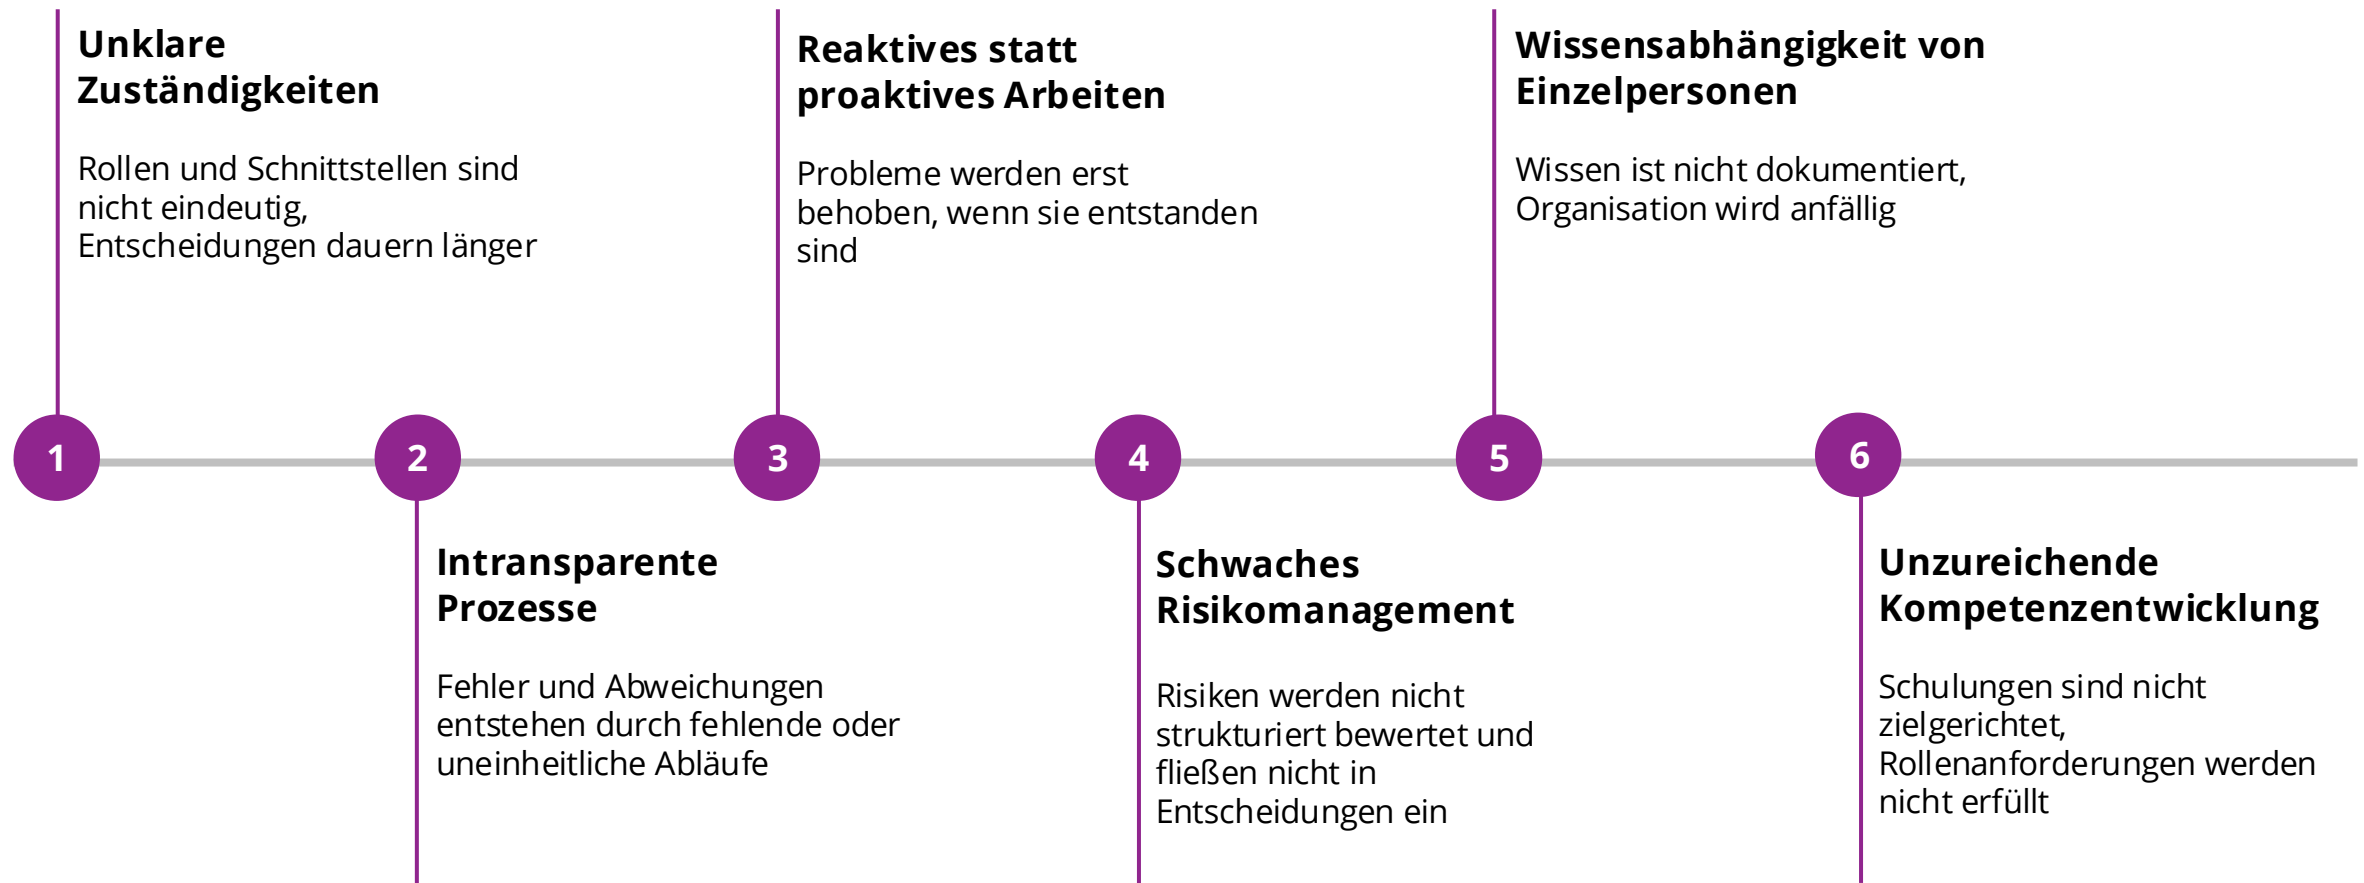 Unklare
Zuständigkeiten
Rollen und Schnittstellen sind
nicht eindeutig,
Entscheidungen dauern länger
Reaktives statt
proaktives Arbeiten
Probleme werden erst
behoben, wenn sie entstanden
sind
Wissensabhängigkeit von
Einzelpersonen
Wissen ist nicht dokumentiert,
Organisation wird anfällig
1
2
3
4
5
6
Intransparente
Prozesse
Fehler und Abweichungen
entstehen durch fehlende oder
uneinheitliche Abläufe
Schwaches
Risikomanagement
Risiken werden nicht
strukturiert bewertet und
fließen nicht in
Entscheidungen ein
Unzureichende
Kompetenzentwicklung
Schulungen sind nicht
zielgerichtet,
Rollenanforderungen werden
nicht erfüllt